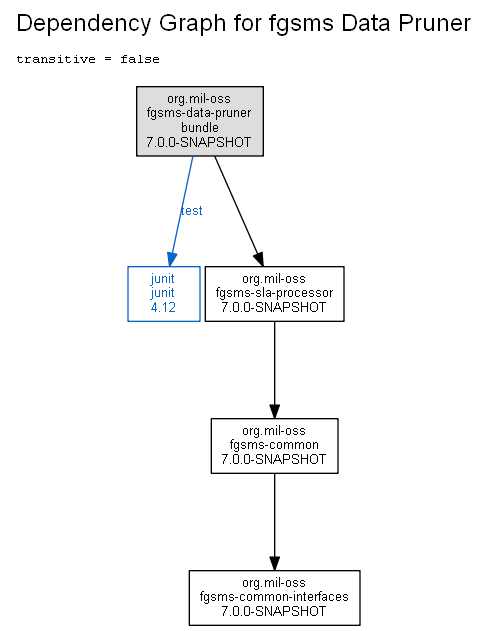 Dependency Graph for fgsms Data Pruner
transitive = false
org.mil-oss
fgsms-data-pruner
bundle
7.0.0-SNAPSHOT
test
junit
junit
4.12
org.mil-oss
fgsms-sla-processor
7.0.0-SNAPSHOT
org.mil-oss
fgsms-common
7.0.0-SNAPSHOT
org.mil-oss
fgsms-common-interfaces
7.0.0-SNAPSHOT